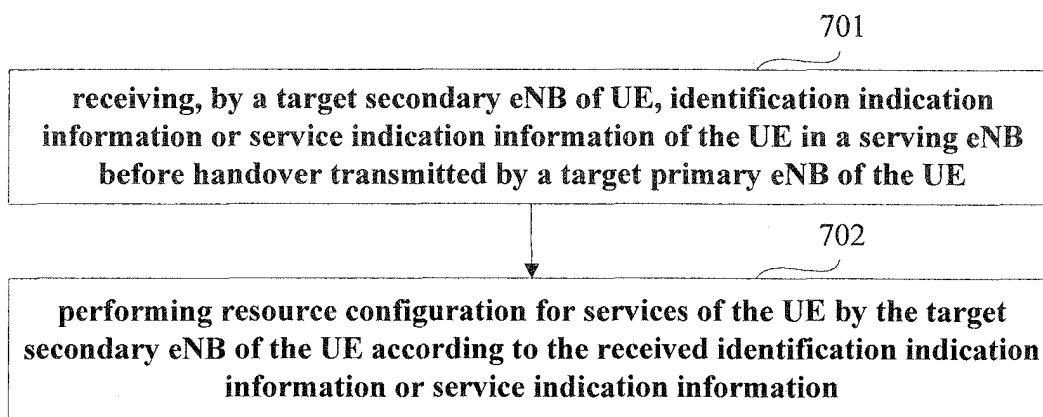 701
receiving, by a target secondary eNB of UE, identification indication
information or service indication information of the UE in a serving eNB
before handover transmitted by a target primary eNB of the UE
702
performing resource configuration for services of the UE by the target
secondary eNB of the UE according to the received identification indication
information or service indication information